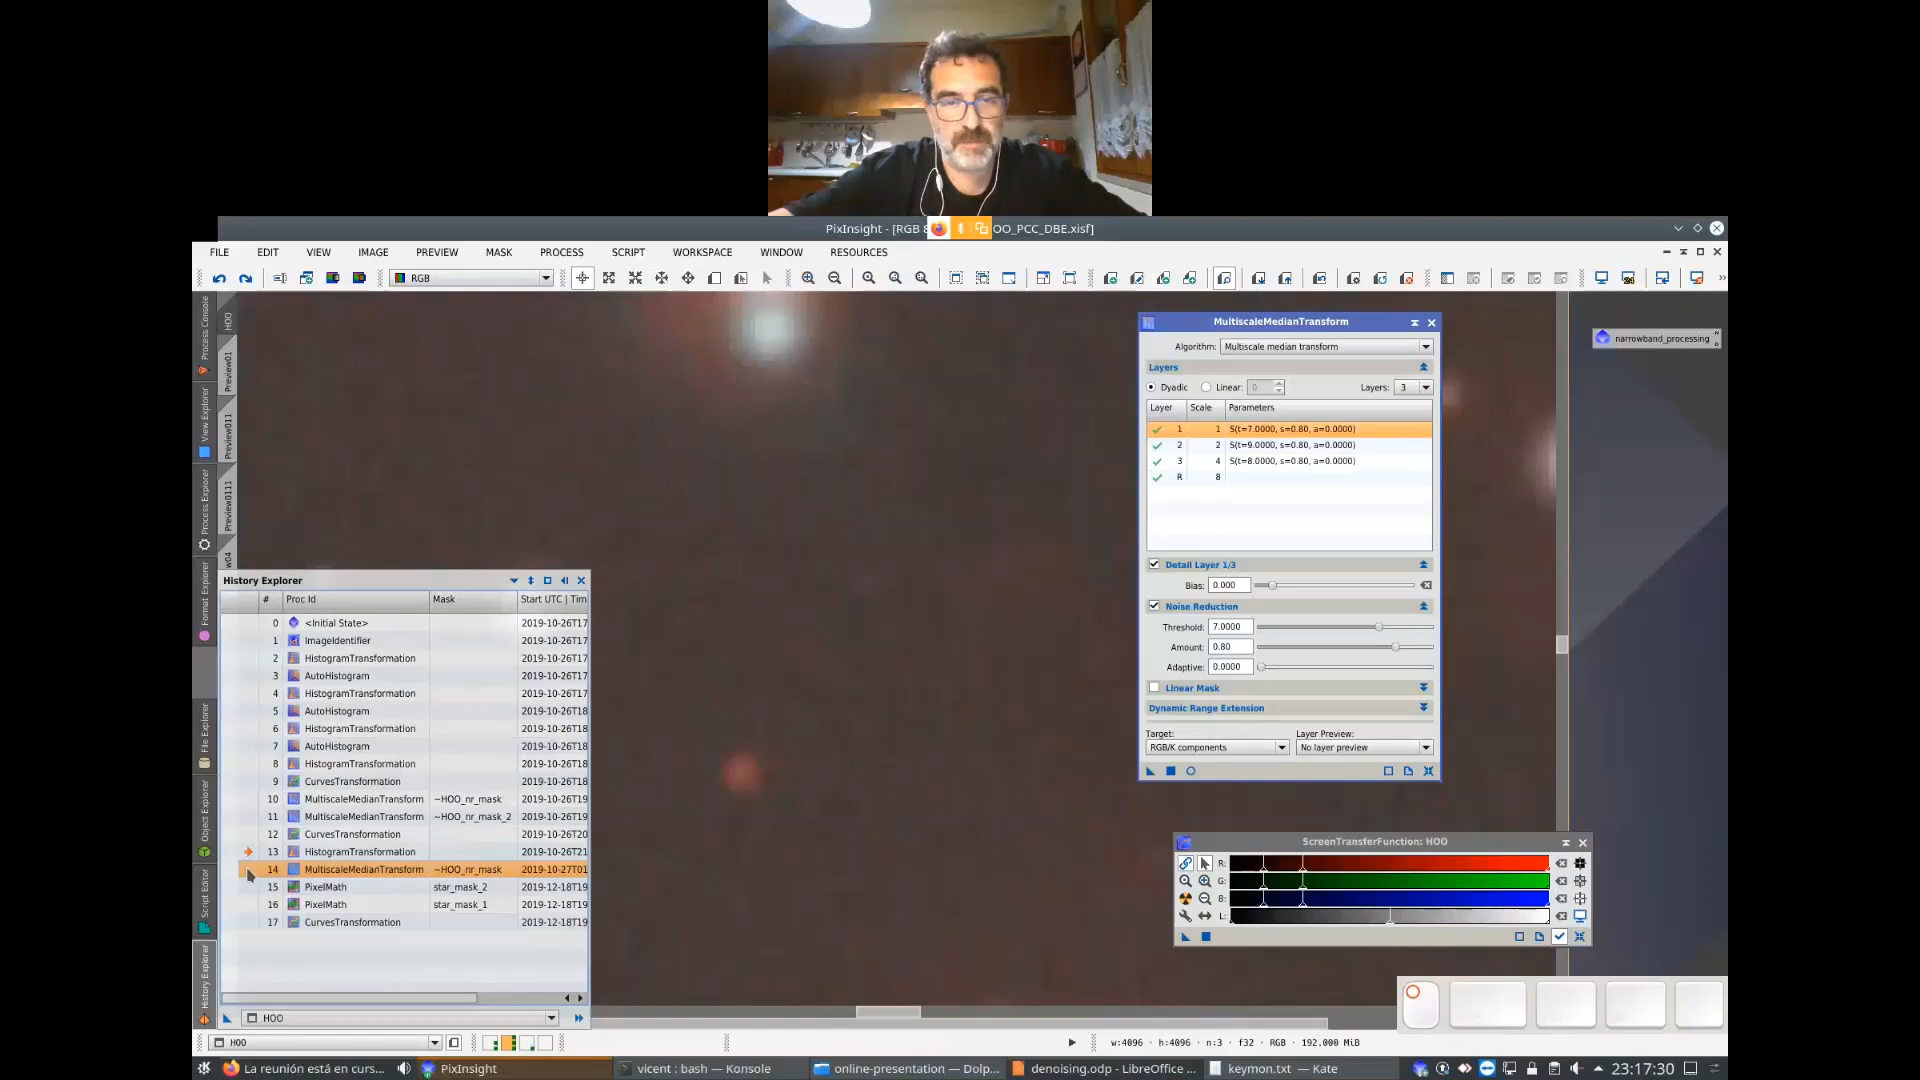 PixInsight - [RGB 8 OO_PCC_DBE.xisf]
FILE EDIT VIEW IMAGE PREVIEW MASK PROCESS SCRIPT WORKSPACE WINDOW RESOURCES
RGB
Process Console
View Explorer
Process Explorer
Format Explorer
File Explorer
Object Explorer
Script Editor
History Explorer
HOO
Preview01
Preview011
Preview0111
w04
narrowband_processing
MultiscaleMedianTransform
Algorithm: Multiscale median transform
Layers
Dyadic Linear: 0 Layers: 3
Layer Scale Parameters
1 1 S(t=7.0000, s=0.80, a=0.0000)
2 2 S(t=9.0000, s=0.80, a=0.0000)
3 4 S(t=8.0000, s=0.80, a=0.0000)
R 8
Detail Layer 1/3
Bias: 0.000
Noise Reduction
Threshold: 7.0000
Amount: 0.80
Adaptive: 0.0000
Linear Mask
Dynamic Range Extension
Target: Layer Preview:
RGB/K components No layer preview
History Explorer
# Proc Id Mask Start UTC | Tim
0 <Initial State> 2019-10-26T17
1 ImageIdentifier 2019-10-26T17
2 HistogramTransformation 2019-10-26T17
3 AutoHistogram 2019-10-26T17
4 HistogramTransformation 2019-10-26T17
5 AutoHistogram 2019-10-26T18
6 HistogramTransformation 2019-10-26T18
7 AutoHistogram 2019-10-26T18
8 HistogramTransformation 2019-10-26T18
9 CurvesTransformation 2019-10-26T18
10 MultiscaleMedianTransform ~HOO_nr_mask 2019-10-26T19
11 MultiscaleMedianTransform ~HOO_nr_mask_2 2019-10-26T19
12 CurvesTransformation 2019-10-26T20
13 HistogramTransformation 2019-10-26T21
14 MultiscaleMedianTransform ~HOO_nr_mask 2019-10-27T01
15 PixelMath star_mask_2 2019-12-18T19
16 PixelMath star_mask_1 2019-12-18T19
17 CurvesTransformation 2019-12-18T19
HOO
ScreenTransferFunction: HOO
R:
G:
B:
L:
HOO
w:4096 · h:4096 · n:3 · f32 · RGB · 192.000 MiB
La reunión está en curs... PixInsight vicent : bash — Konsole online-presentation — Dolp... denoising.odp - LibreOffice ... keymon.txt — Kate 23:17:30